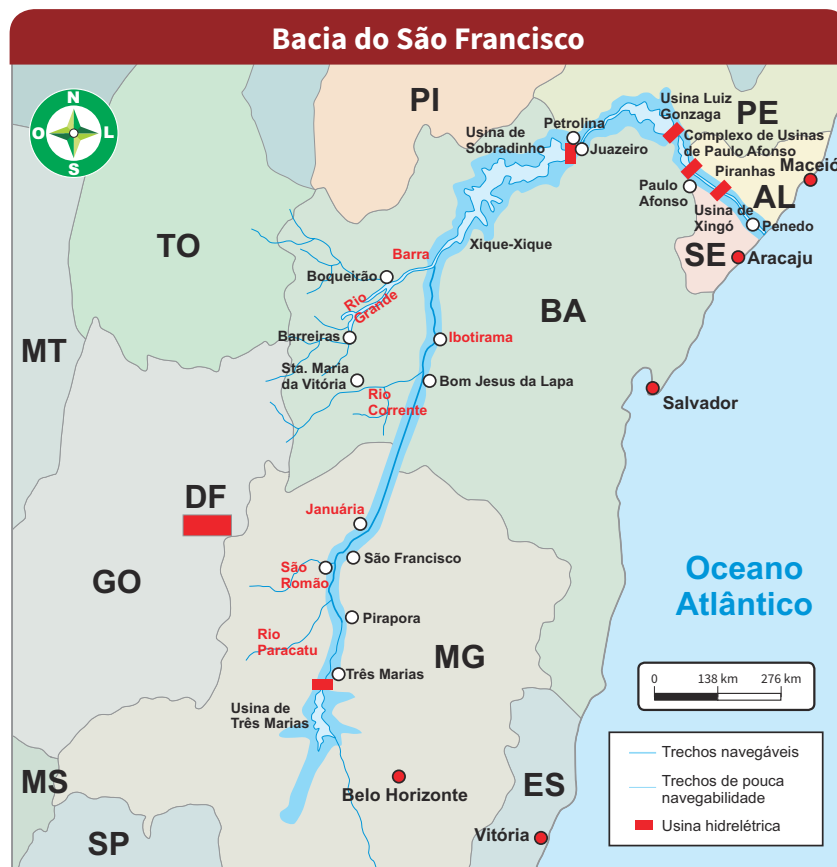 Bacia do São Francisco
N
O
L
S
PI
PE
Usina Luiz
Gonzaga
Petrolina
Usina de
Sobradinho
Juazeiro
Complexo de Usinas
de Paulo Afonso
Piranhas
Maceió
Paulo
Afonso
AL
Usina de
Xingó
Penedo
TO
Barra
Xique-Xique
SE
Aracaju
Boqueirão
Rio
Grande
BA
MT
Barreiras
Ibotirama
Sta. Maria
da Vitória
Bom Jesus da Lapa
Rio
Corrente
Salvador
DF
Januária
GO
São
Romão
São Francisco
Oceano
Atlântico
Pirapora
Rio
Paracatu
MG
Três Marias
0 138 km 276 km
Usina de
Três Marias
Trechos navegáveis
Trechos de pouca
navegabilidade
Usina hidrelétrica
MS
Belo Horizonte
ES
SP
Vitória